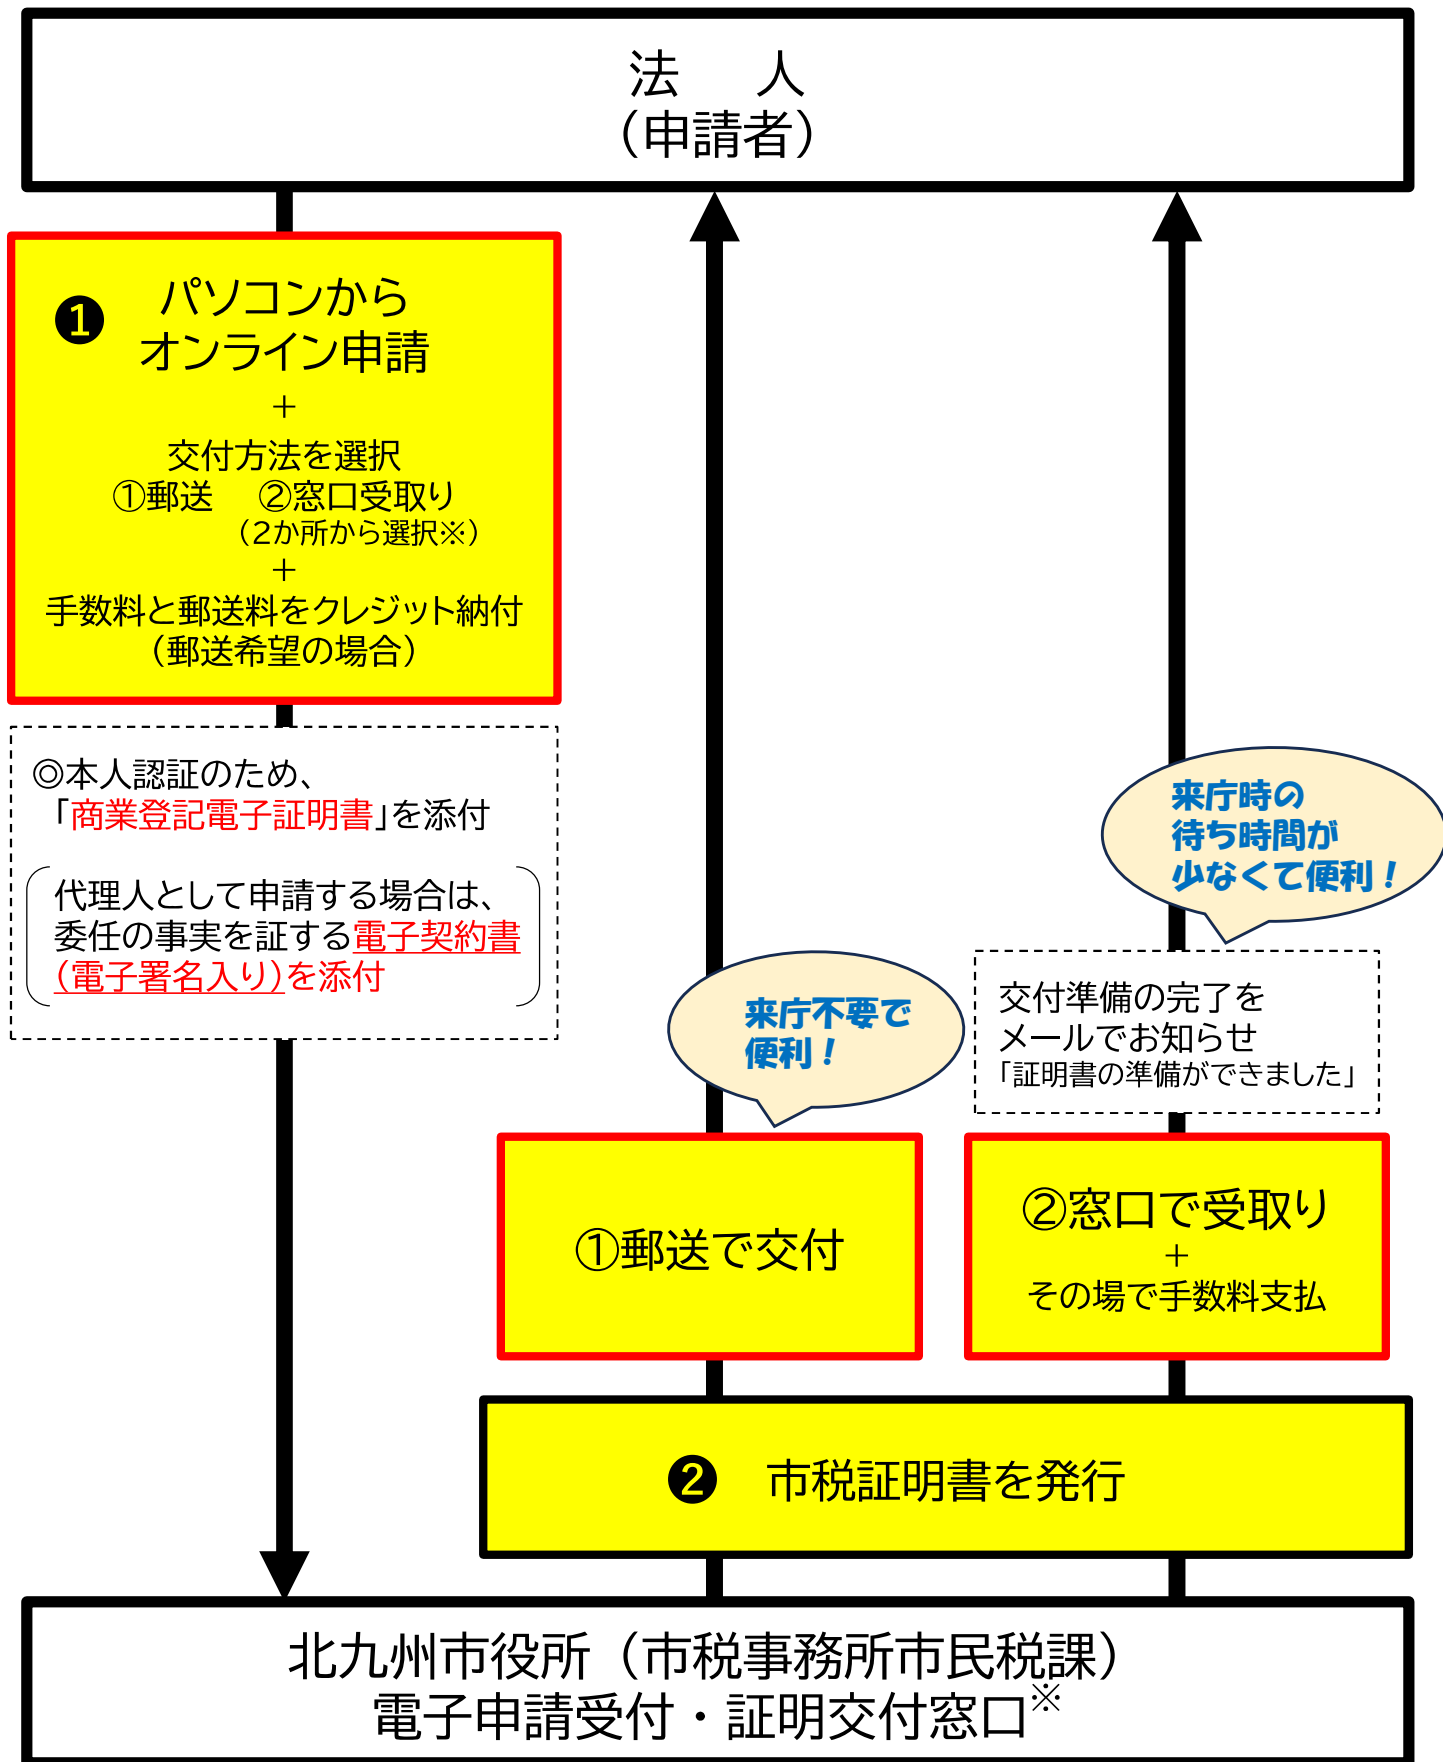 法　人
（申請者）
❶ パソコンから
オンライン申請
＋
交付方法を選択
①郵送　②窓口受取り
（２か所から選択※）
＋
手数料と郵送料をクレジット納付
（郵送希望の場合）
◎本人認証のため、
「商業登記電子証明書」を添付
代理人として申請する場合は、
委任の事実を証する電子契約書
（電子署名入り）を添付
来庁時の
待ち時間が
少なくて便利！
来庁不要で
便利！
交付準備の完了を
メールでお知らせ
「証明書の準備ができました」
①郵送で交付
②窓口で受取り
＋
その場で手数料支払
❷　市税証明書を発行
北九州市役所（市税事務所市民税課）
電子申請受付・証明交付窓口※